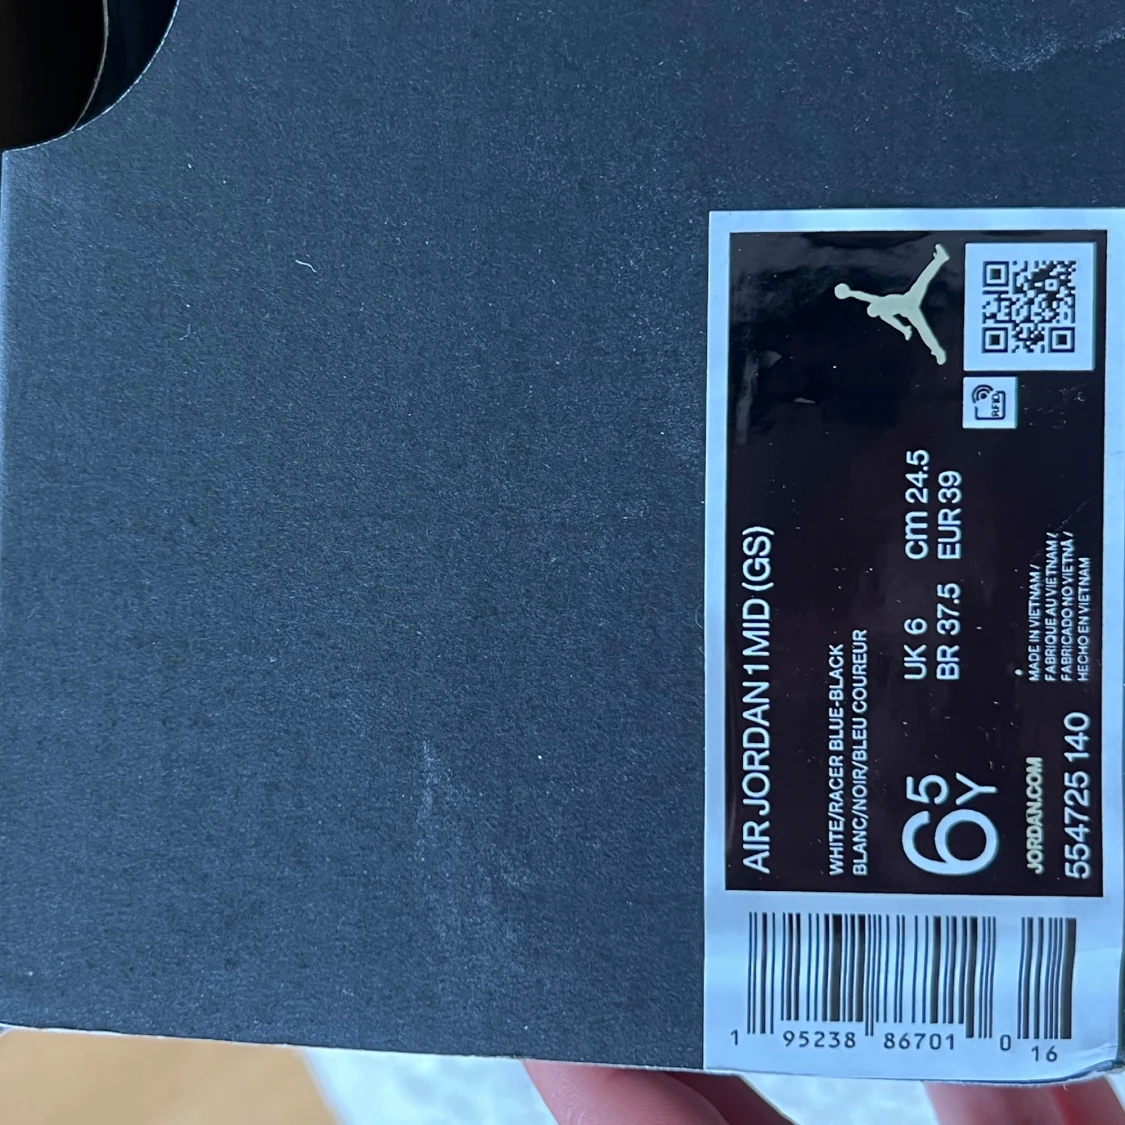 AIR JORDAN 1 MID (GS)
WHITE/RACER BLUE-BLACK
BLANC/NOIR/BLEU COUREUR
6 5 Y
UK 6 cm 24.5
BR 37.5 EUR 39
RFID
JORDAN.COM
554725 140
MADE IN VIETNAM /
FABRIQUE AU VIETNAM /
FABRICADO NO VIETNÁ /
HECHO EN VIETNAM
1 95238 86701 0 16